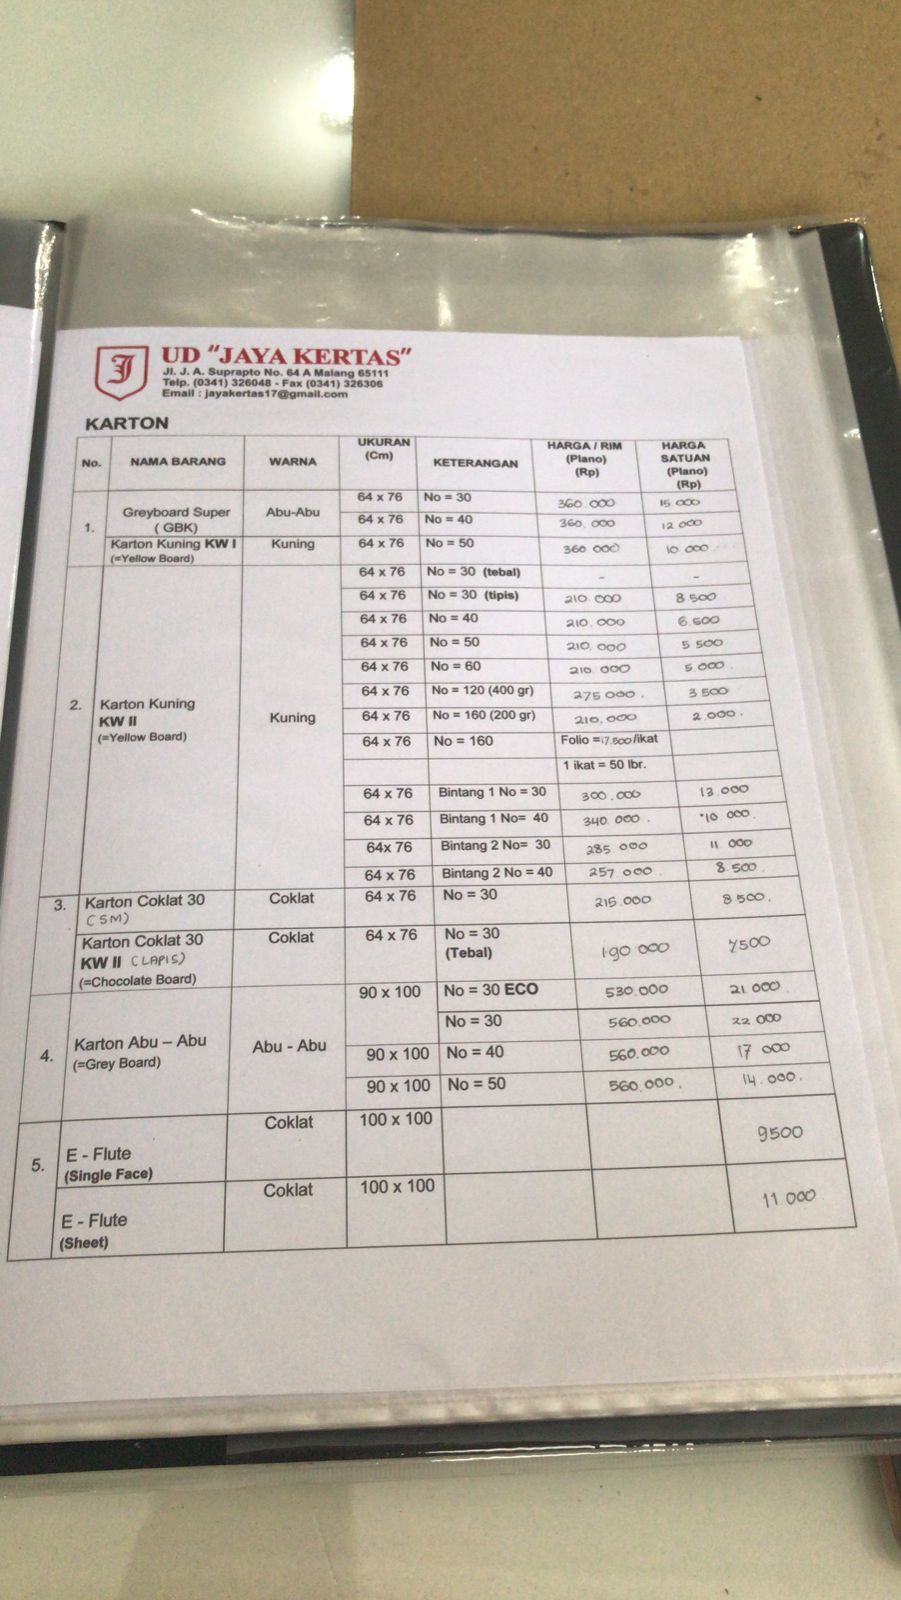 UD "JAYA KERTAS"
Jl. J. A. Suprapto No. 64 A Malang 65111
Telp. (0341) 326048 - Fax (0341) 326306
Email : jayakertas17@gmail.com
KARTON
No. NAMA BARANG WARNA UKURAN (Cm) KETERANGAN HARGA / RIM (Plano) (Rp) HARGA SATUAN (Plano) (Rp)
1. Greyboard Super ( GBK) Abu-Abu 64 x 76 No = 30 360.000 15 000
64 x 76 No = 40 360.000 12 000
Karton Kuning KW I (=Yellow Board) Kuning 64 x 76 No = 50 360 000 10 000
2. Karton Kuning KW II (=Yellow Board) Kuning 64 x 76 No = 30 (tebal) - -
64 x 76 No = 30 (tipis) 210 000 8 500
64 x 76 No = 40 210.000 6.500
64 x 76 No = 50 210.000 5 500
64 x 76 No = 60 210 000 5.000
64 x 76 No = 120 (400 gr) 275 000. 3 500
64 x 76 No = 160 (200 gr) 210,000 2.000.
64 x 76 No = 160 Folio =17.500/ikat
1 ikat = 50 lbr.
64 x 76 Bintang 1 No = 30 300.000 13.000
64 x 76 Bintang 1 No= 40 340 000. 10 000.
64x 76 Bintang 2 No= 30 285 000 11 000
64 x 76 Bintang 2 No = 40 257 000. 8 500.
3. Karton Coklat 30 (SM) Coklat 64 x 76 No = 30 215.000 8 500.
Karton Coklat 30 KW II (LAPIS) (=Chocolate Board) Coklat 64 x 76 No = 30 (Tebal) 190 000 7500
4. Karton Abu – Abu (=Grey Board) Abu - Abu 90 x 100 No = 30 ECO 530.000 21 000.
No = 30 560.000 22 000
90 x 100 No = 40 560.000 17 000
90 x 100 No = 50 560.000. 14.000.
5. E - Flute (Single Face) Coklat 100 x 100 9500
E - Flute (Sheet) Coklat 100 x 100 11.000